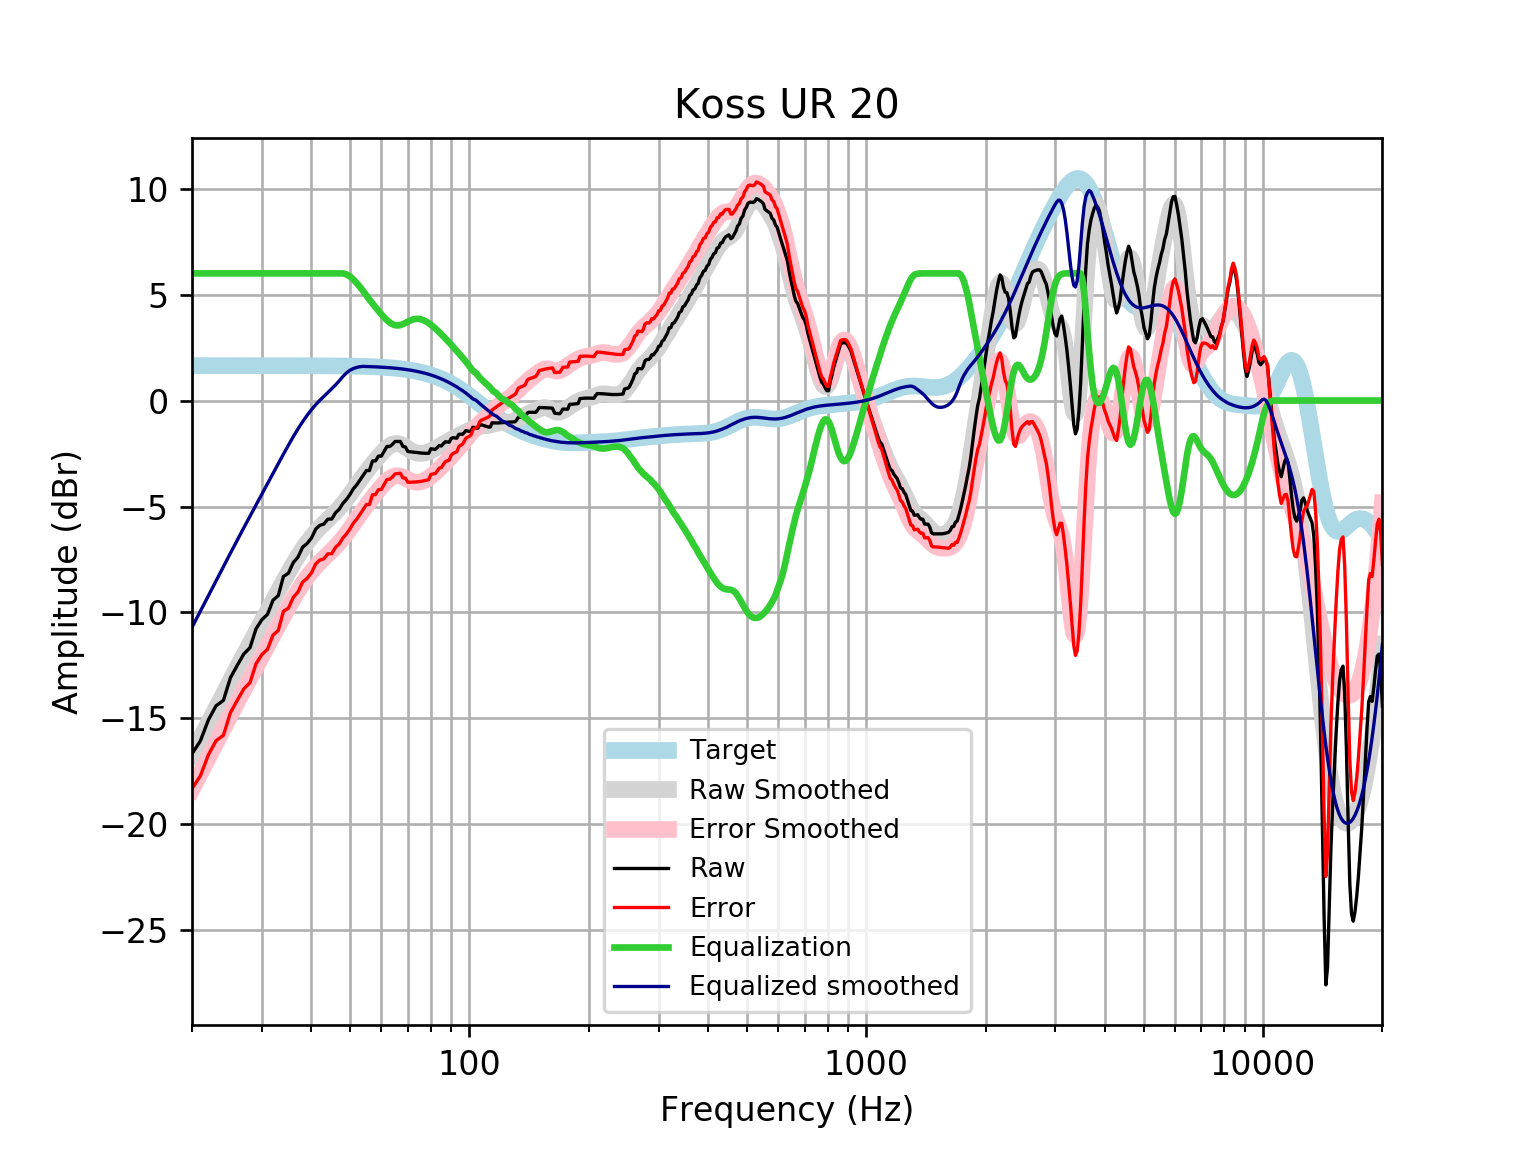 Koss UR 20
10
5
0
−5
−10
−15
−20
−25
Amplitude (dBr)
Target
Raw Smoothed
Error Smoothed
Raw
Error
Equalization
Equalized smoothed
100
1000
10000
Frequency (Hz)